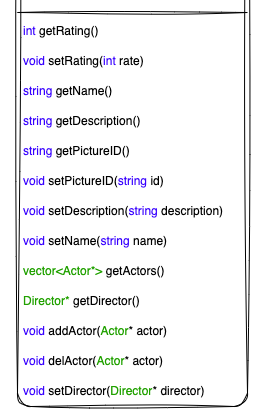 int getRating()
void setRating(int rate)
string getName()
string getDescription()
string getPictureID()
void setPictureID(string id)
void setDescription(string description)
void setName(string name)
vector<Actor*> getActors()
Director* getDirector()
void addActor(Actor* actor)
void delActor(Actor* actor)
void setDirector(Director* director)